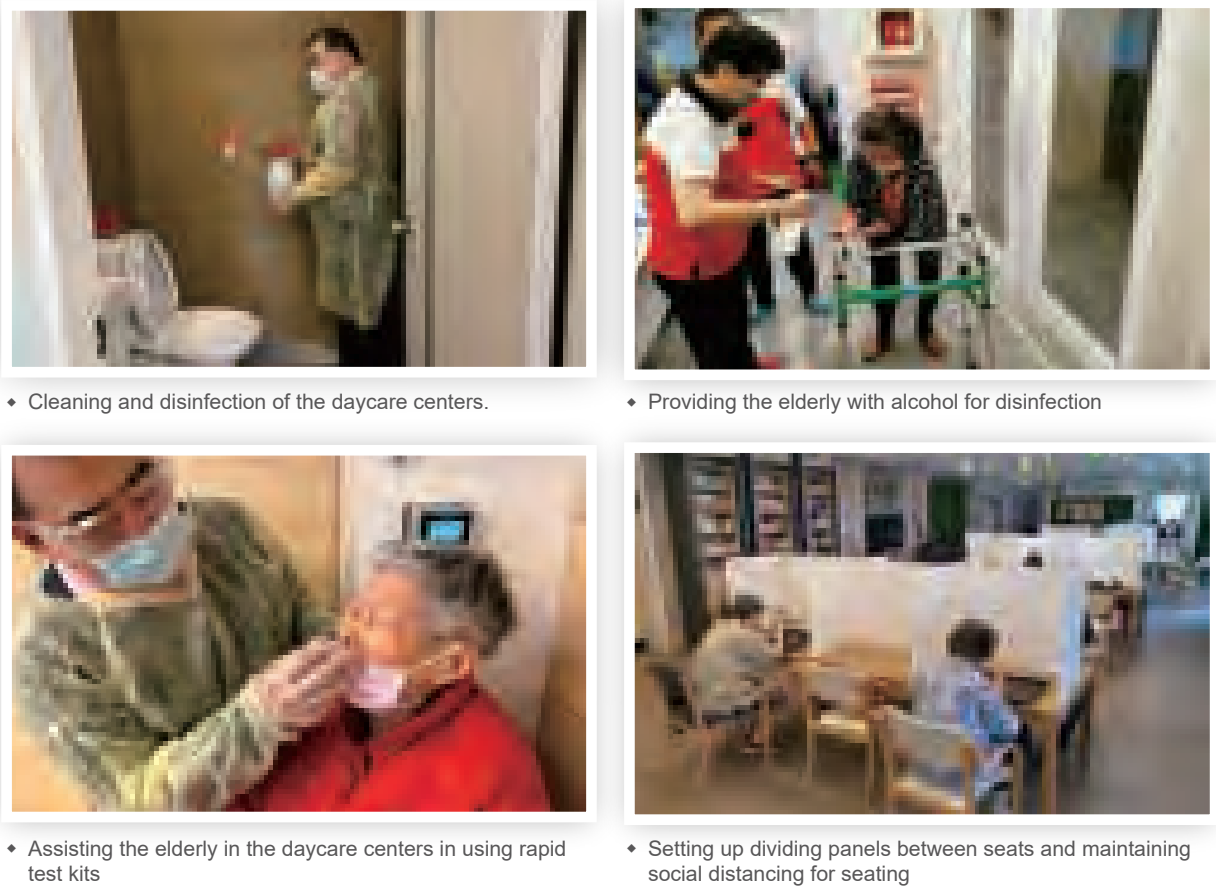 ◆ Cleaning and disinfection of the daycare centers.
◆ Providing the elderly with alcohol for disinfection
◆ Assisting the elderly in the daycare centers in using rapid
test kits
◆ Setting up dividing panels between seats and maintaining
social distancing for seating